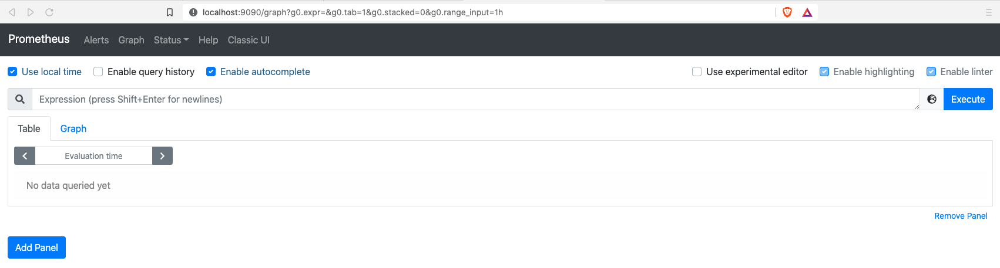 localhost:9090/graph?g0.expr=&g0.tab=1&g0.stacked=0&g0.range_input=1h
Prometheus Alerts Graph Status Help Classic UI
Use local time Enable query history Enable autocomplete Use experimental editor Enable highlighting Enable linter
Expression (press Shift+Enter for newlines) Execute
Table Graph
Evaluation time
No data queried yet
Remove Panel
Add Panel